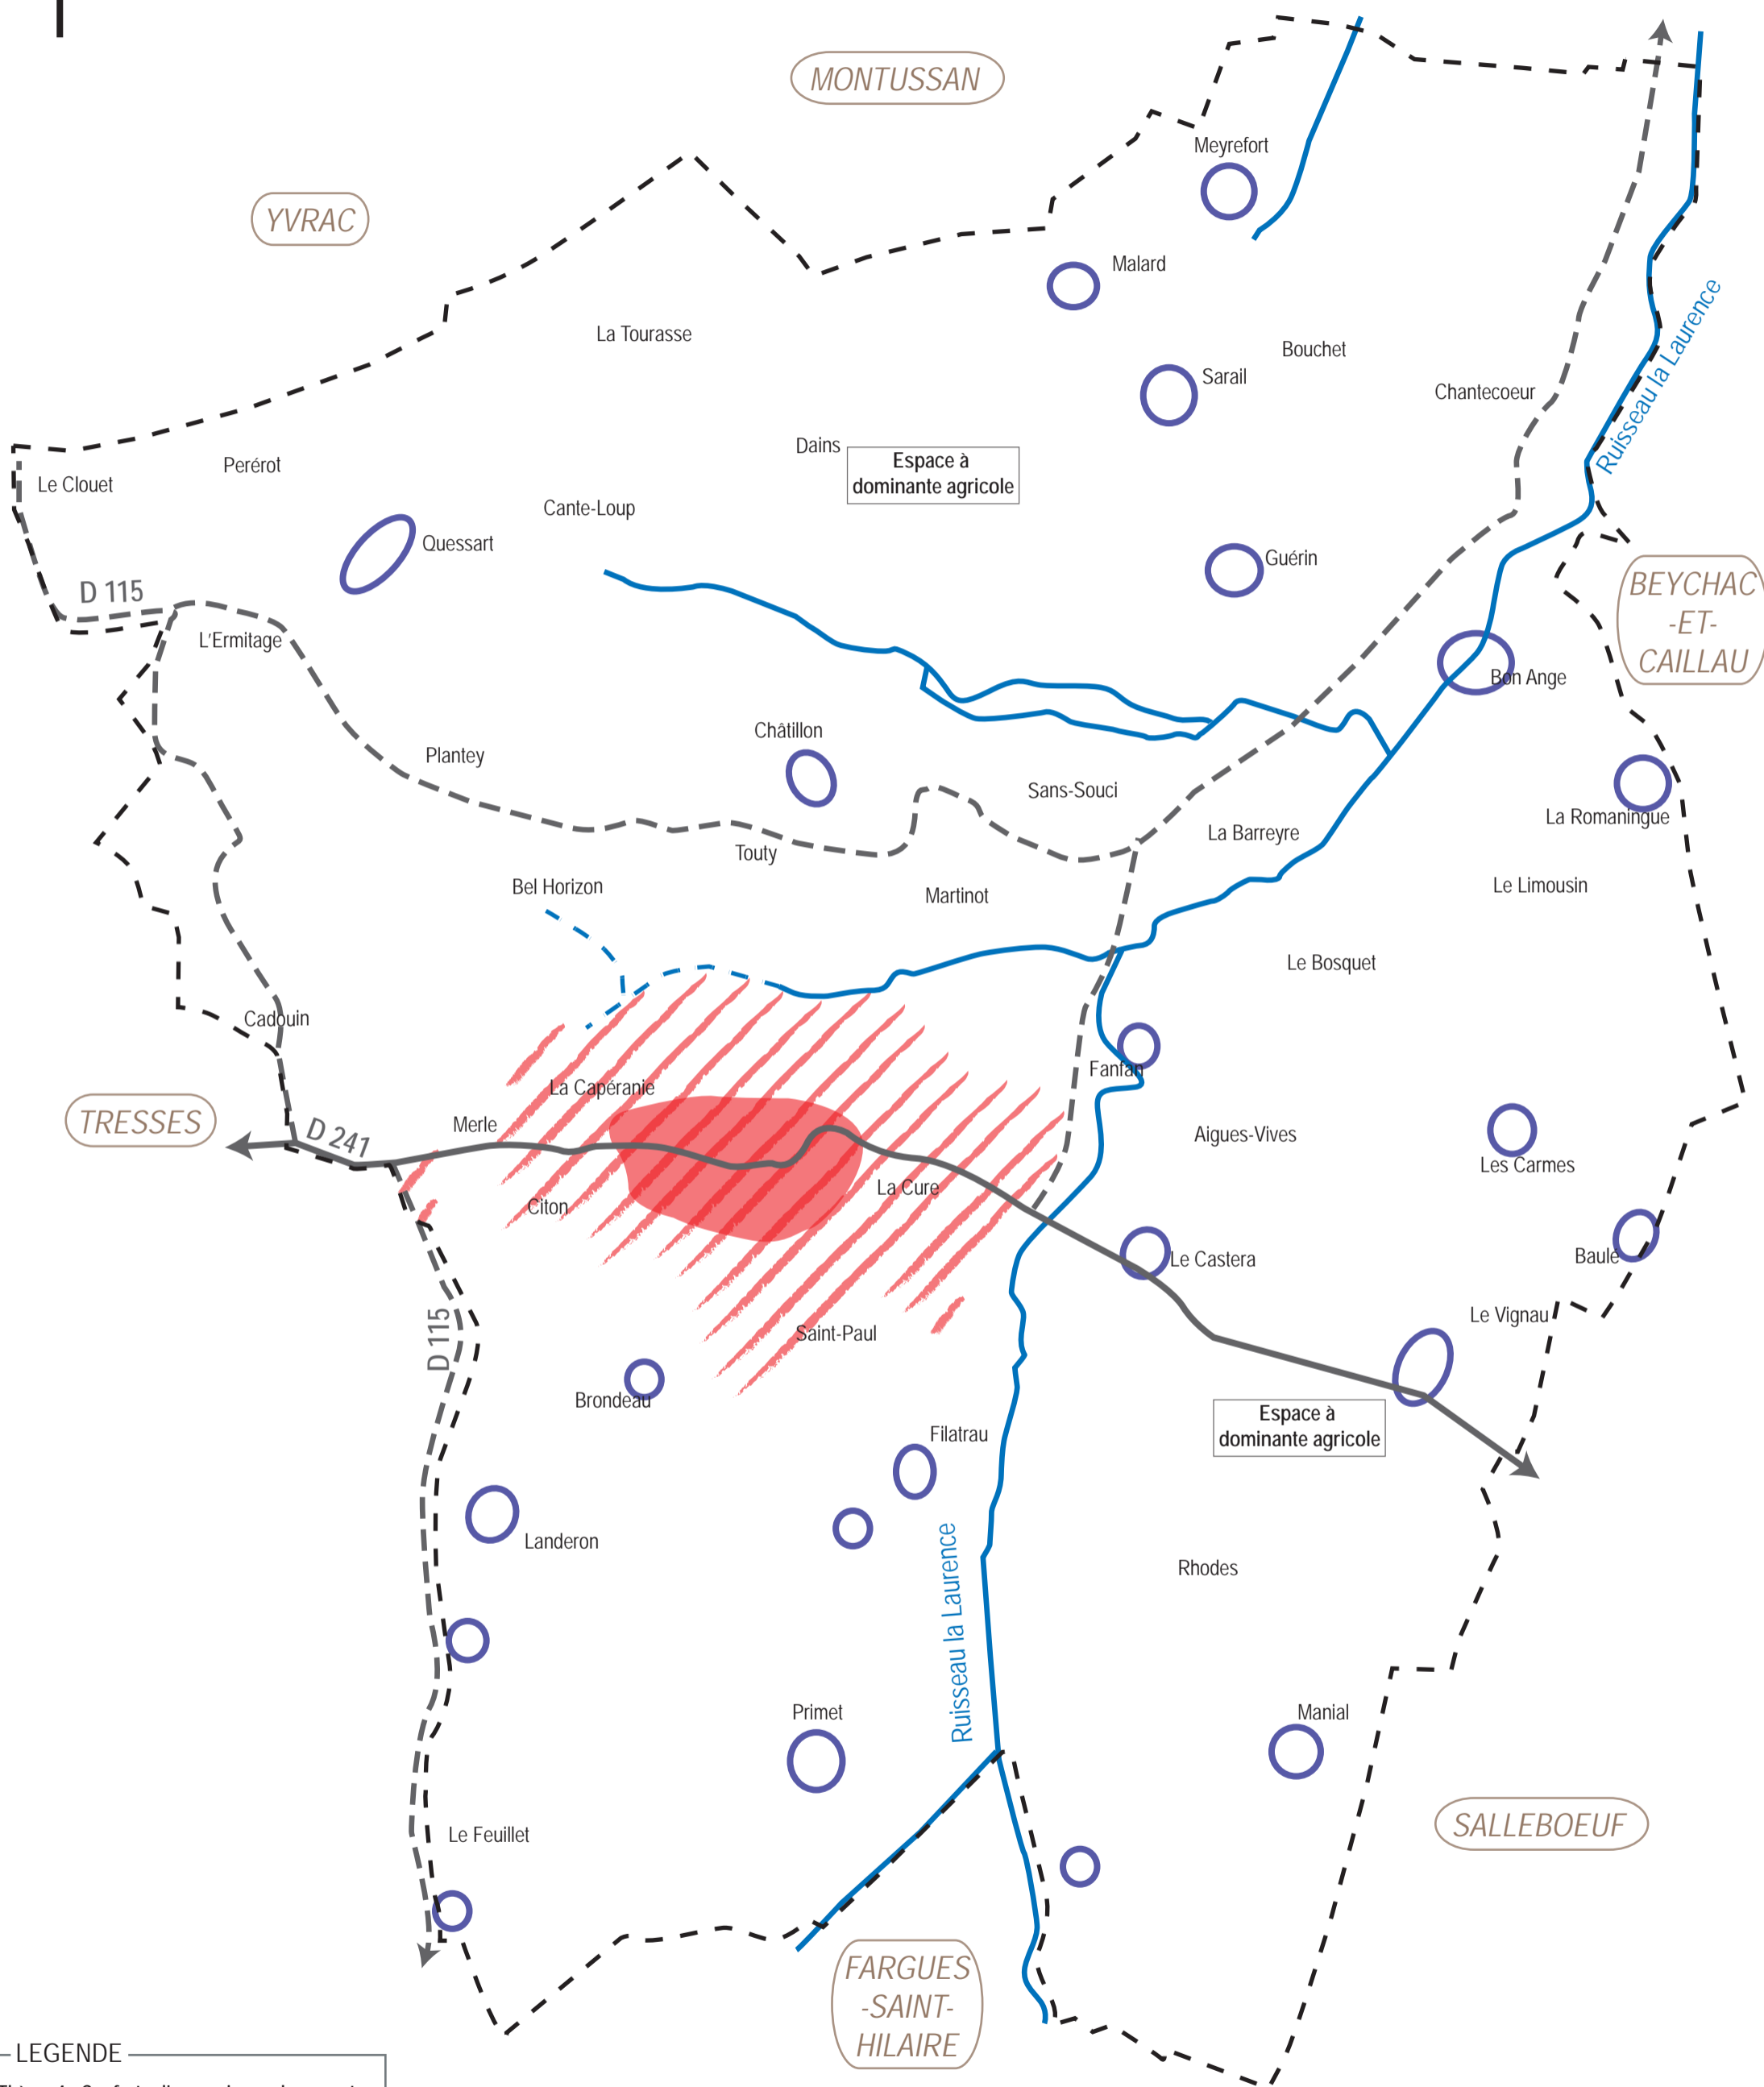 MONTUSSAN
Meyrefort
YVRAC
Malard
La Tourasse
Bouchet
Sarail
Chantecoeur
Ruisseau la Laurence
Dains
Espace à
dominante agricole
Perérot
Le Clouet
Cante-Loup
Quessart
Guérin
D 115
BEYCHAC
-ET-
CAILLAU
L'Ermitage
Bon Ange
Châtillon
Plantey
Sans-Souci
La Romaningue
La Barreyre
Touty
Bel Horizon
Martinot
Le Limousin
Le Bosquet
Cadouin
Fanfan
La Capéranie
TRESSES
Merle
D 241
Aigues-Vives
Les Carmes
La Cure
Citon
Le Castera
Baule
Le Vignau
Saint-Paul
D 115
Brondeau
Espace à
dominante agricole
Filatrau
Landeron
Rhodes
Ruisseau la Laurence
Primet
Manial
SALLEBOEUF
Le Feuillet
FARGUES
-SAINT-
HILAIRE
LEGENDE